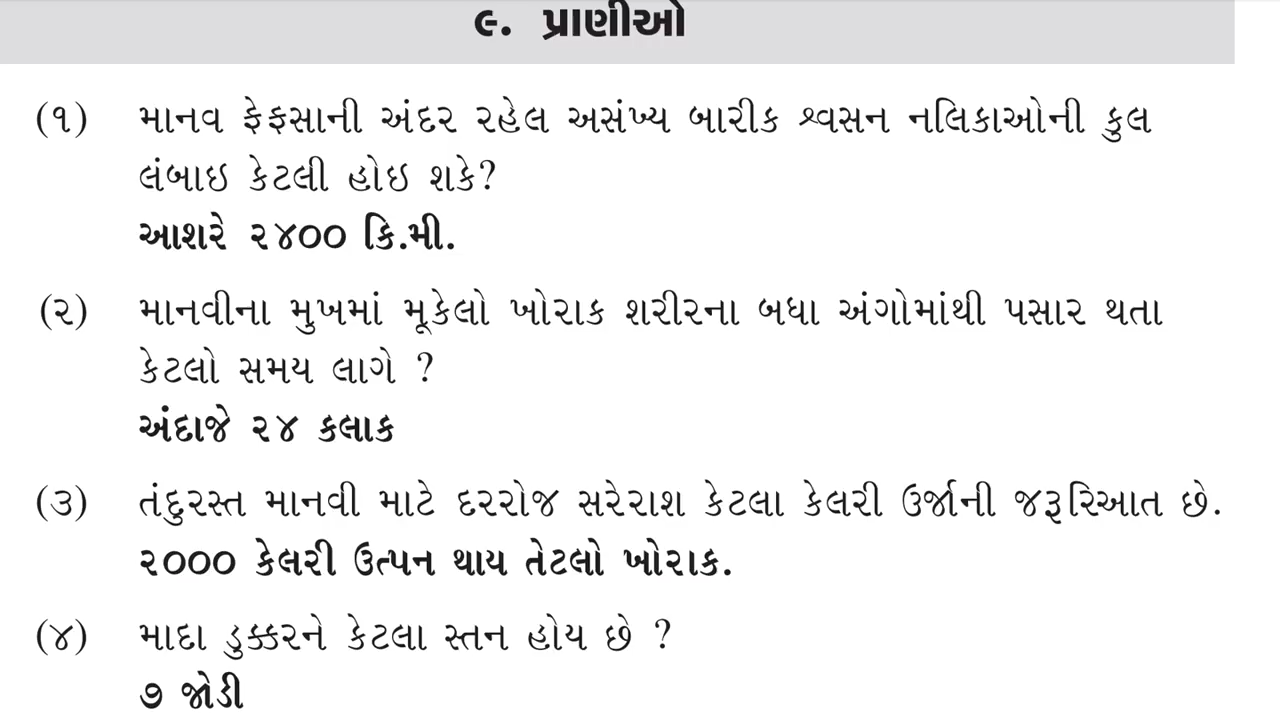 ૯. પ્રાણીઓ
(૧) માનવ ફેફસાની અંદર રહેલ અસંખ્ય બારીક શ્વસન નલિકાઓની કુલ
લંબાઇ કેટલી હોઇ શકે?
આશરે ૨૪૦૦ કિ.મી.
(૨) માનવીના મુખમાં મૂકેલો ખોરાક શરીરના બધા અંગોમાંથી પસાર થતા
કેટલો સમય લાગે ?
અંદાજે ૨૪ કલાક
(૩) તંદુરસ્ત માનવી માટે દરરોજ સરેરાશ કેટલા કેલરી ઉર્જાની જરૂરિઆત છે.
૨૦૦૦ કેલરી ઉત્પન થાય તેટલો ખોરાક.
(૪) માદા ડુક્કરને કેટલા સ્તન હોય છે ?
૭ જોડી